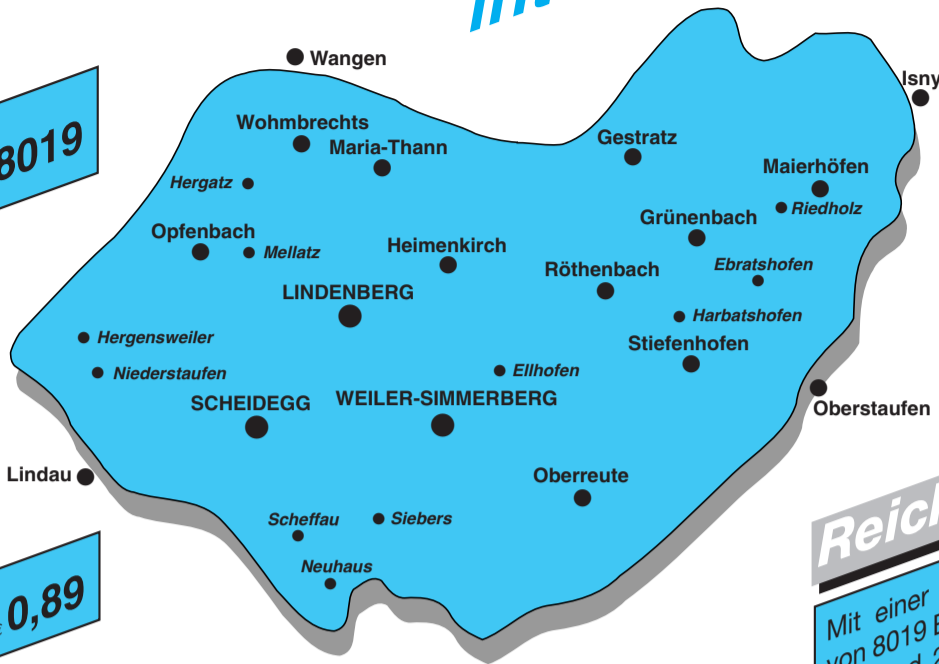 Wangen
Isny
8019
Wohmbrechts
Maria-Thann
Gestratz
Maierhöfen
Hergatz
Riedholz
Grünenbach
Opfenbach
Mellatz
Heimenkirch
Ebratshofen
Röthenbach
LINDENBERG
Harbatshofen
Hergensweiler
Stiefenhofen
Niederstaufen
Ellhofen
SCHEIDEGG
WEILER-SIMMERBERG
Oberstaufen
Lindau
Oberreute
Scheffau
Siebers
Neuhaus
€ 0,89
Reich
Mit einer
von 8019 E